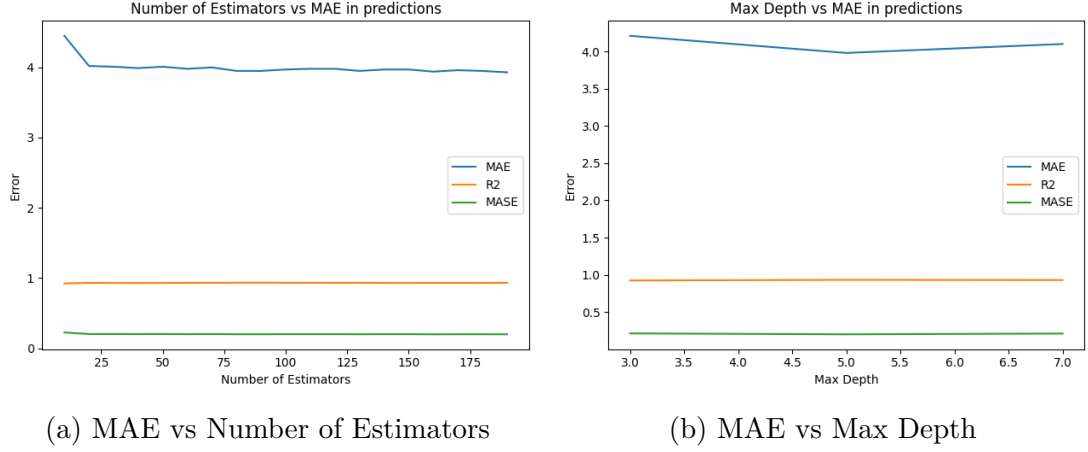 Number of Estimators vs MAE in predictions
4
3
2
1
0
Error
MAE
R2
MASE
25 50 75 100 125 150 175
Number of Estimators
(a) MAE vs Number of Estimators
Max Depth vs MAE in predictions
4.0
3.5
3.0
2.5
2.0
1.5
1.0
0.5
Error
MAE
R2
MASE
3.0 3.5 4.0 4.5 5.0 5.5 6.0 6.5 7.0
Max Depth
(b) MAE vs Max Depth